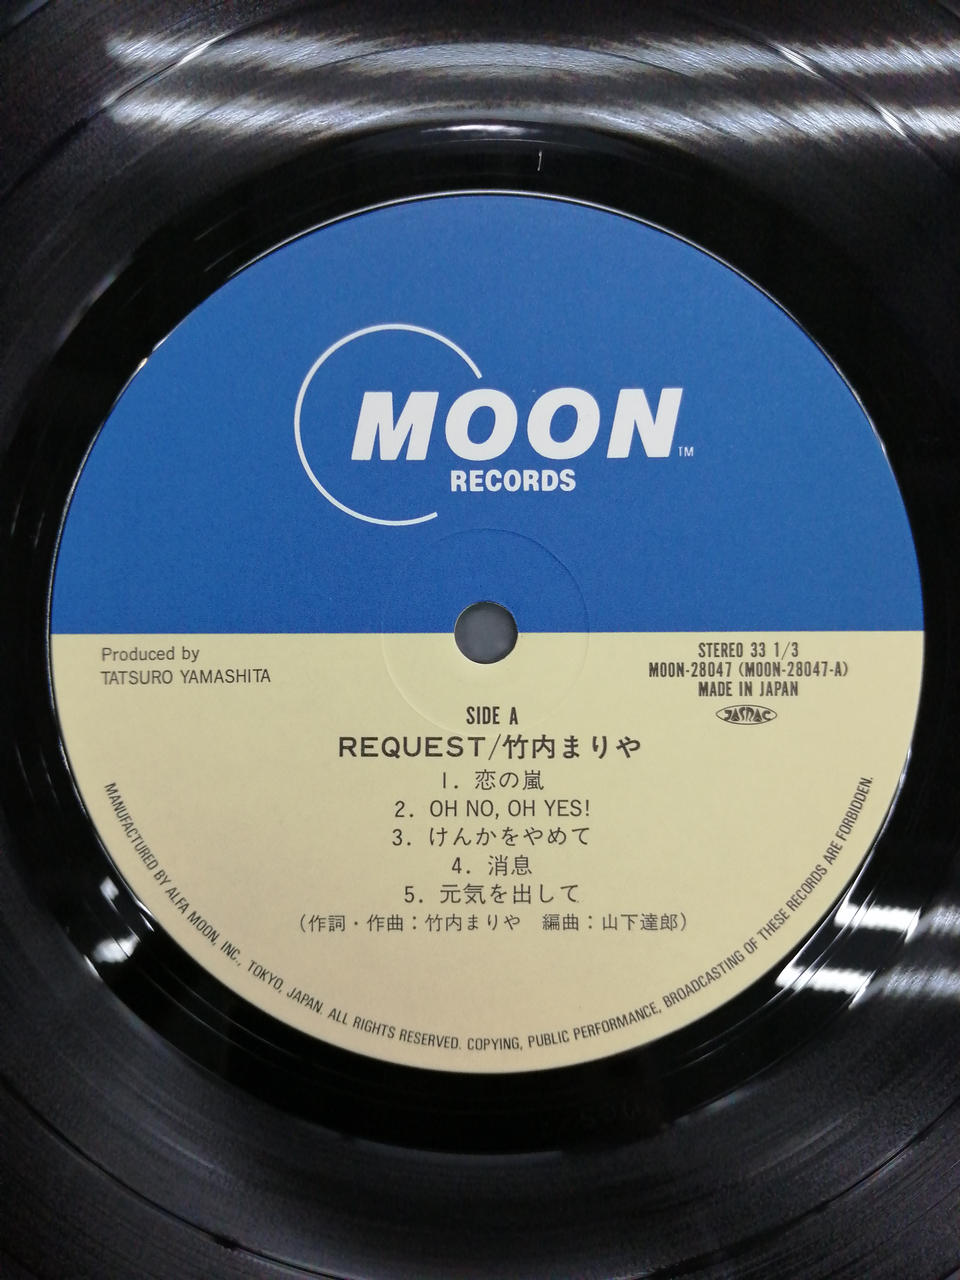 MOON
TM
RECORDS
Produced by
TATSURO YAMASHITA
STEREO 33 1/3
MOON-28047 (MOON-28047-A)
MADE IN JAPAN
JASRAC
SIDE A
REQUEST/竹内まりや
1. 恋の嵐
2. OH NO, OH YES!
3. けんかをやめて
4. 消息
5. 元気を出して
(作詞・作曲:竹内まりや 編曲:山下達郎)
MANUFACTURED BY ALFA MOON, INC., TOKYO, JAPAN. ALL RIGHTS RESERVED. COPYING, PUBLIC PERFORMANCE, BROADCASTING OF THESE RECORDS ARE FORBIDDEN.